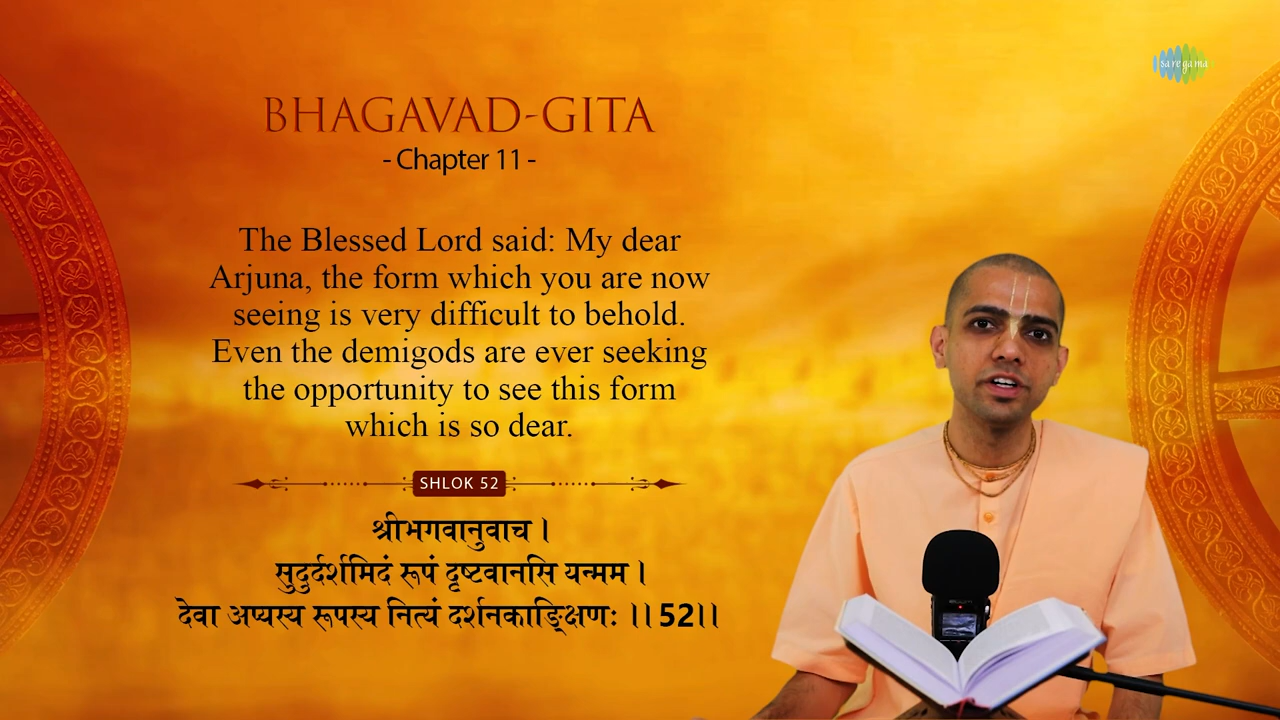 saregama
BHAGAVAD-GITA
- Chapter 11 -
The Blessed Lord said: My dear
Arjuna, the form which you are now
seeing is very difficult to behold.
Even the demigods are ever seeking
the opportunity to see this form
which is so dear.
SHLOK 52
श्रीभगवानुवाच ।
सुदुर्दर्शमिदं रूपं दृष्टवानसि यन्मम ।
देवा अप्यस्य रूपस्य नित्यं दर्शनकाङ्क्षिणः ।। 52।।